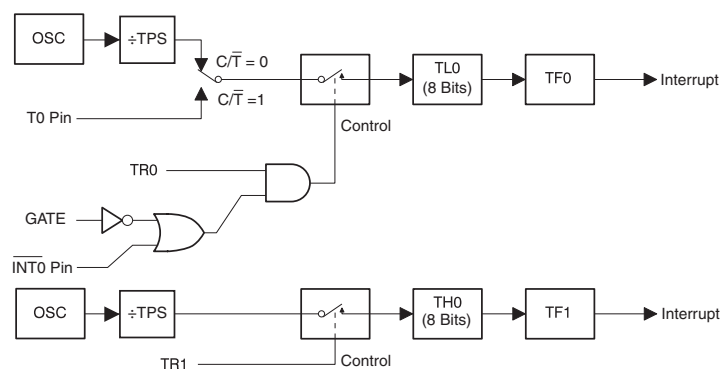 OSC
÷TPS
C/T̅ = 0
C/T̅ =1
T0 Pin
TL0
(8 Bits)
TF0
Interrupt
Control
TR0
GATE
I̅N̅T̅0̅ Pin
OSC
÷TPS
TH0
(8 Bits)
TF1
Interrupt
TR1
Control